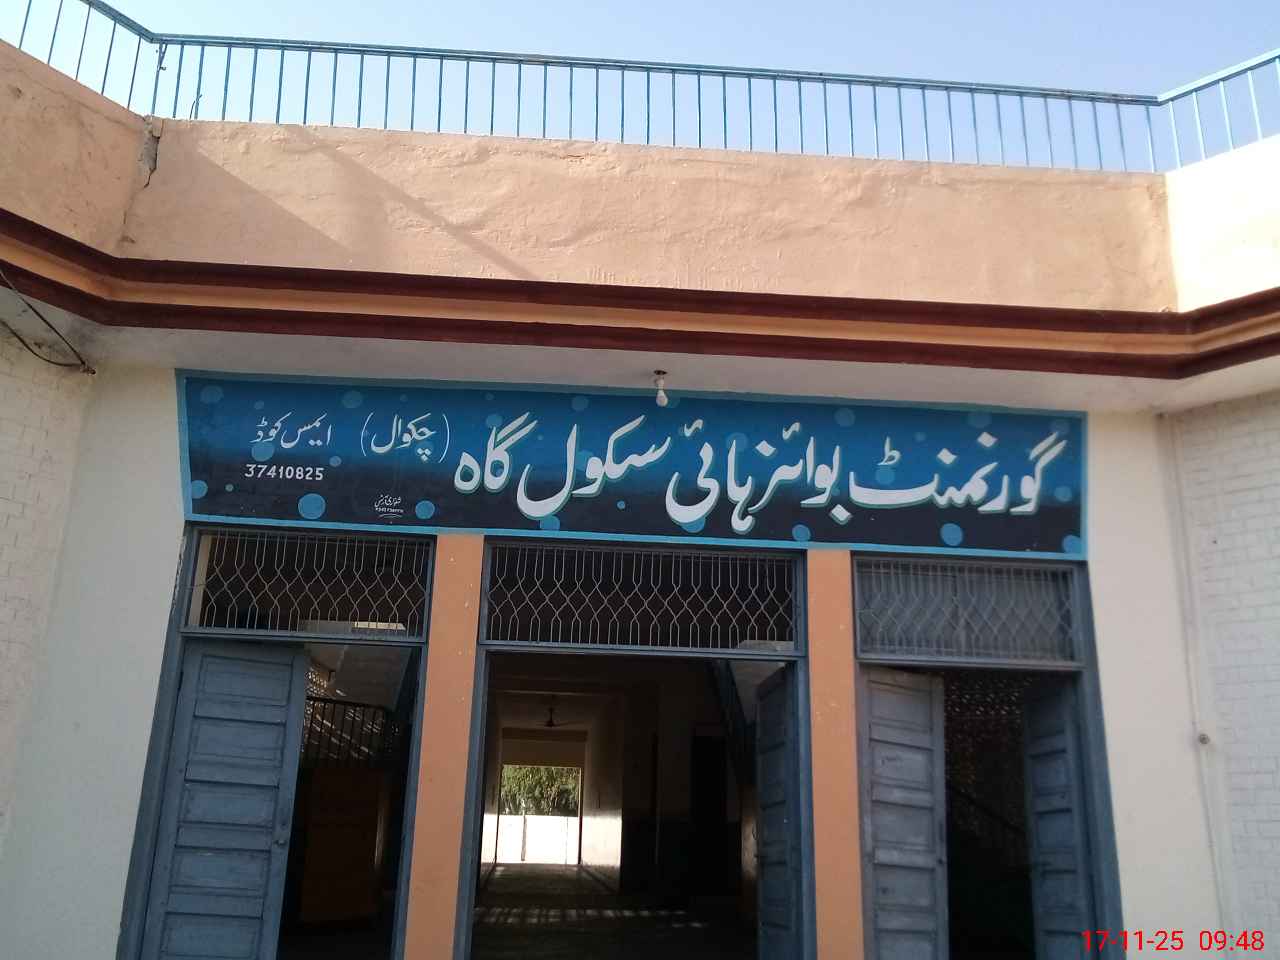 گورنمنٹ بوائز ہائی سکول گاہ (چکوال)
ایمس کوڈ
37410825
17-11-25 09:48